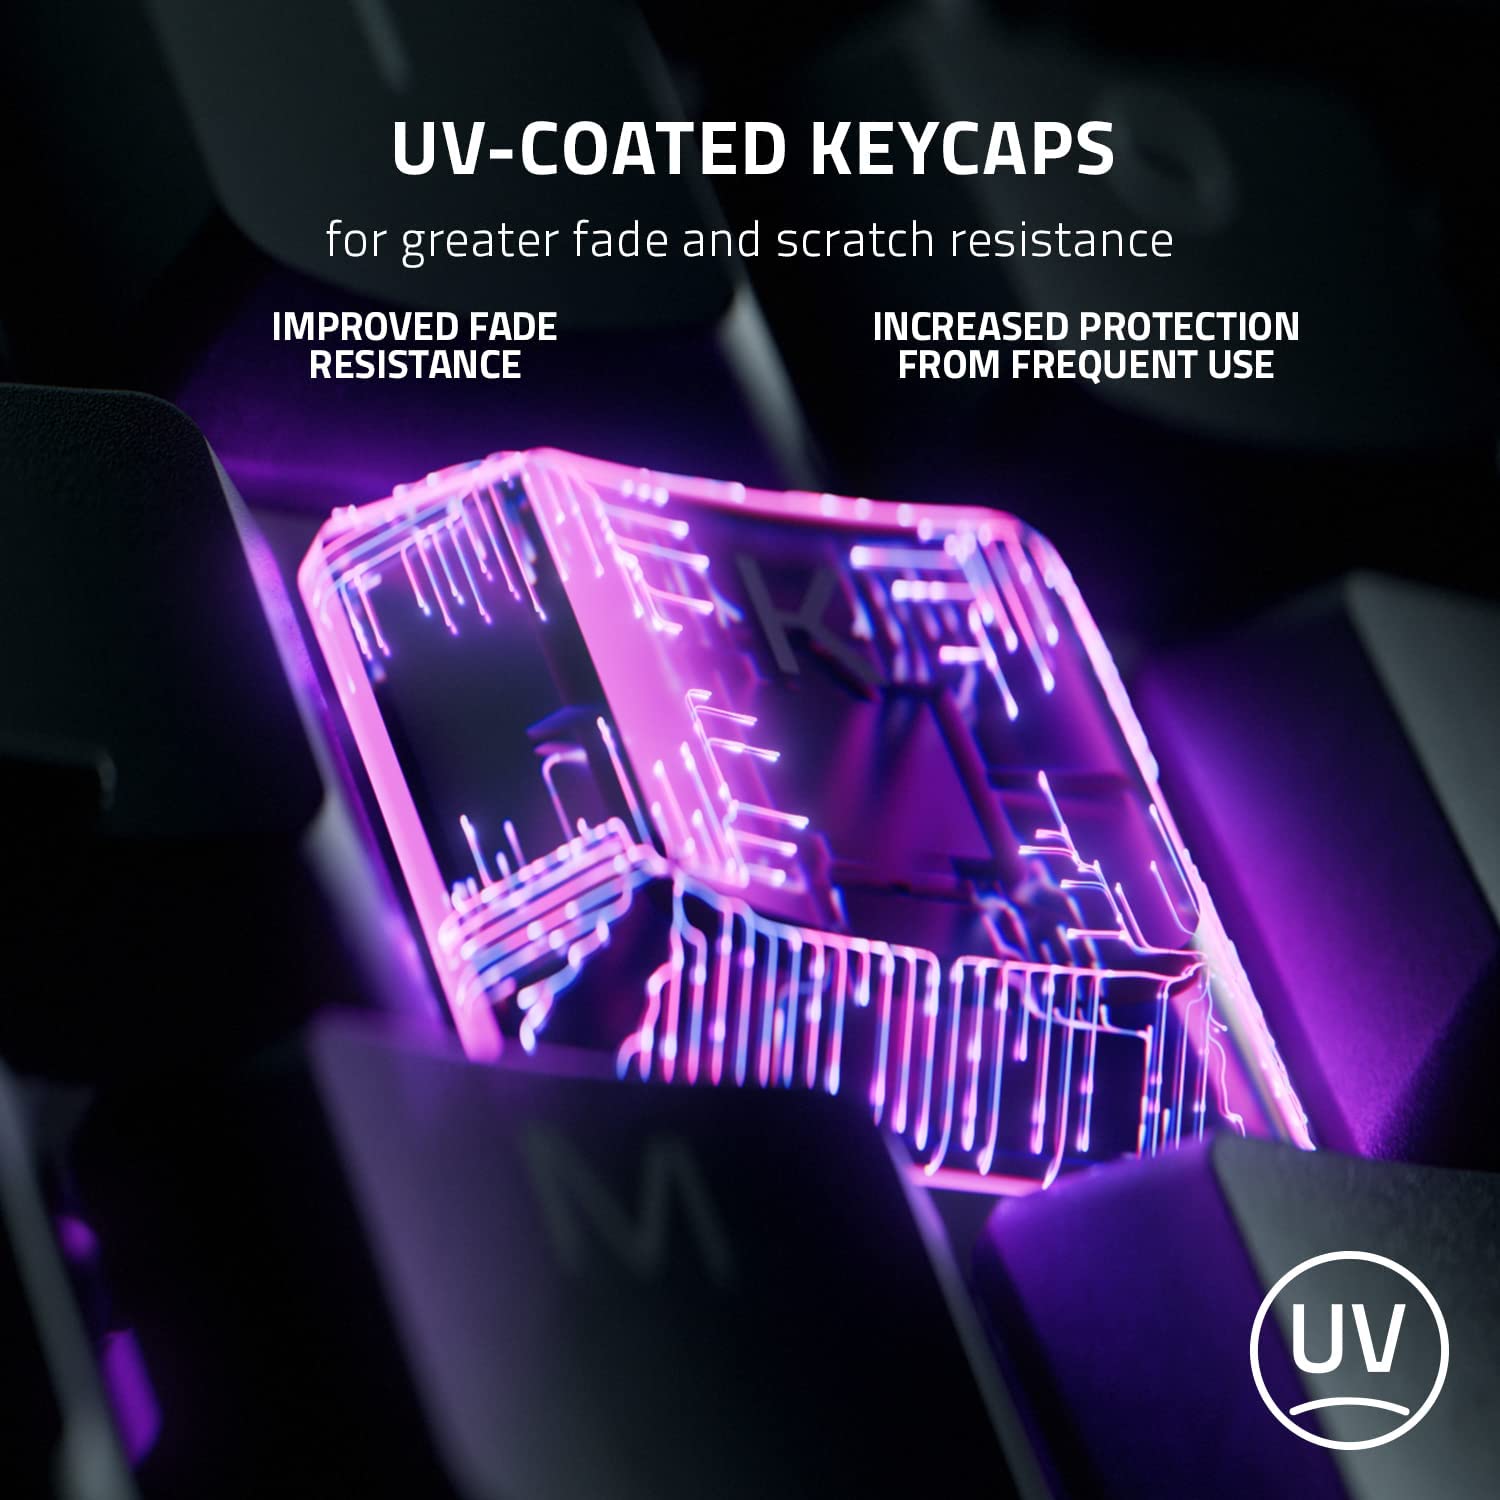 UV-COATED KEYCAPS
for greater fade and scratch resistance
IMPROVED FADE
RESISTANCE
INCREASED PROTECTION
FROM FREQUENT USE
K
M
UV